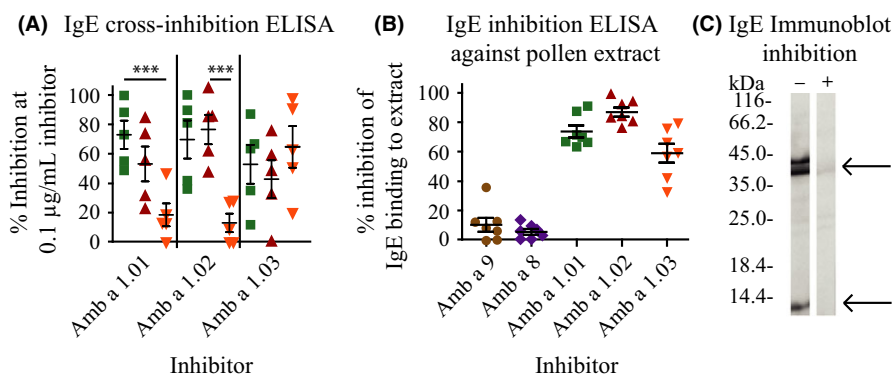 (A) IgE cross-inhibition ELISA
% Inhibition at
0.1 µg/mL inhibitor
100
80
60
40
20
0
***
***
Amb a 1.01
Amb a 1.02
Amb a 1.03
Inhibitor
(B) IgE inhibition ELISA
against pollen extract
% inhibition of
IgE binding to extract
100
80
60
40
20
0
Amb a 9
Amb a 8
Amb a 1.01
Amb a 1.02
Amb a 1.03
Inhibitor
(C) IgE Immunoblot
inhibition
kDa – +
116-
66.2-
45.0-
35.0-
25.0-
18.4-
14.4-